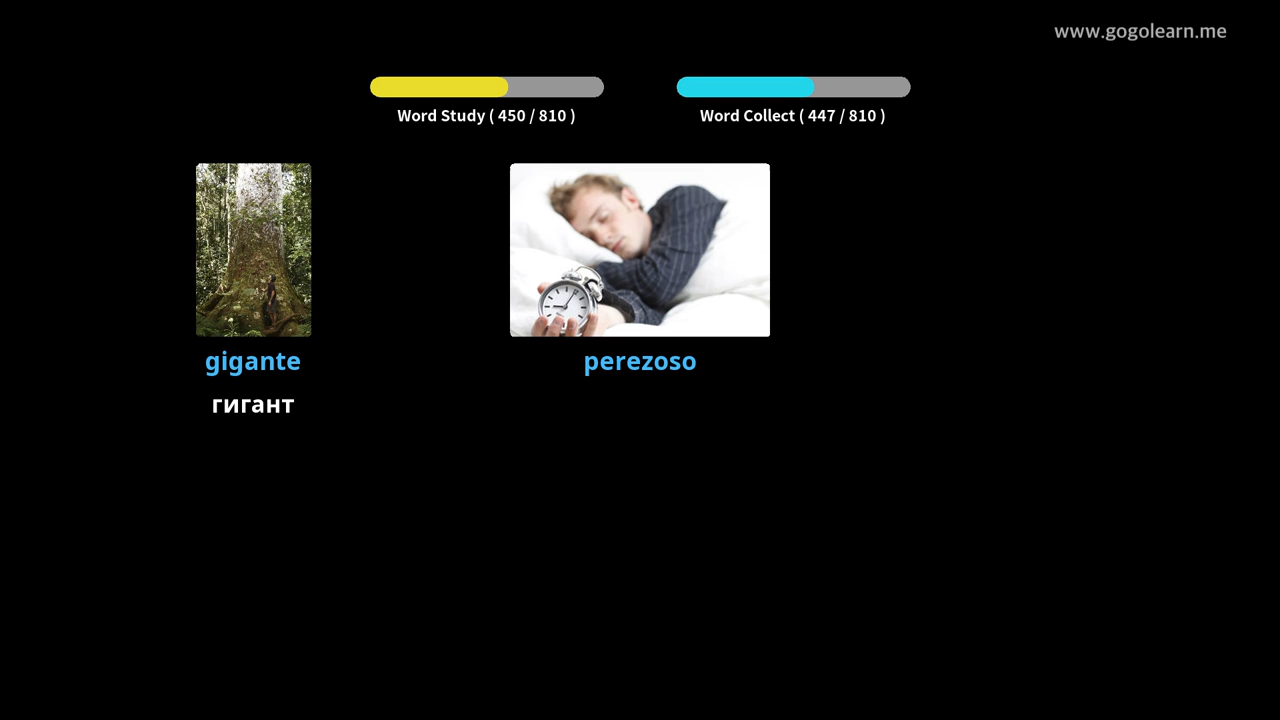 www.gogolearn.me
Word Study ( 450 / 810 )
Word Collect ( 447 / 810 )
gigante
perezoso
гигант